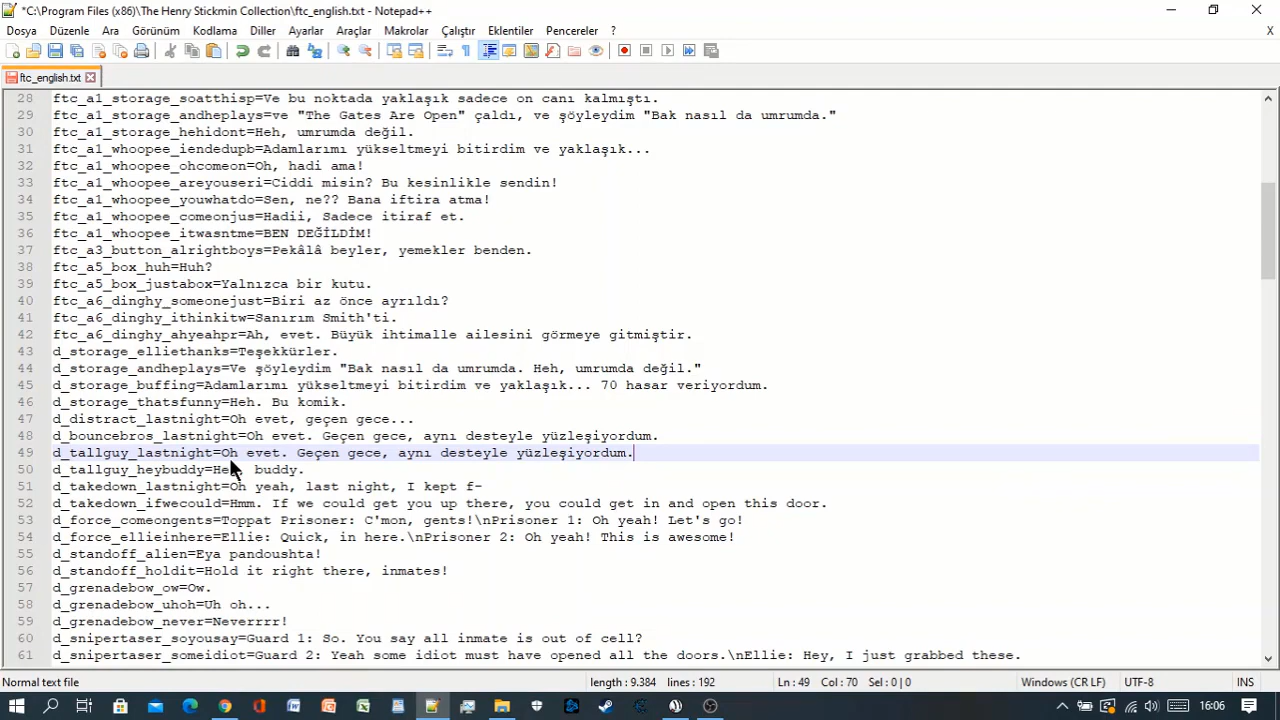 *C:\Program Files (x86)\The Henry Stickmin Collection\ftc_english.txt - Notepad++
Dosya Düzenle Ara Görünüm Kodlama Diller Ayarlar Araçlar Makrolar Çalıştır Eklentiler Pencereler ? X
ftc_english.txt
28 ftc_a1_storage_soatthisp=Ve bu noktada yaklaşık sadece on canı kalmıştı.
29 ftc_a1_storage_andheplays=ve "The Gates Are Open" çaldı, ve şöyleydim "Bak nasıl da umrumda."
30 ftc_a1_storage_hehidont=Heh, umrumda değil.
31 ftc_a1_whoopee_iendedupb=Adamlarımı yükseltmeyi bitirdim ve yaklaşık...
32 ftc_a1_whoopee_ohcomeon=Oh, hadi ama!
33 ftc_a1_whoopee_areyouseri=Ciddi misin? Bu kesinlikle sendin!
34 ftc_a1_whoopee_youwhatdo=Sen, ne?? Bana iftira atma!
35 ftc_a1_whoopee_comeonjus=Hadii, Sadece itiraf et.
36 ftc_a1_whoopee_itwasntme=BEN DEĞİLDİM!
37 ftc_a3_button_alrightboys=Pekâlâ beyler, yemekler benden.
38 ftc_a5_box_huh=Huh?
39 ftc_a5_box_justabox=Yalnızca bir kutu.
40 ftc_a6_dinghy_someonejust=Biri az önce ayrıldı?
41 ftc_a6_dinghy_ithinkitw=Sanırım Smith'ti.
42 ftc_a6_dinghy_ahyeahpr=Ah, evet. Büyük ihtimalle ailesini görmeye gitmiştir.
43 d_storage_elliethanks=Teşekkürler.
44 d_storage_andheplays=Ve şöyleydim "Bak nasıl da umrumda. Heh, umrumda değil."
45 d_storage_buffing=Adamlarımı yükseltmeyi bitirdim ve yaklaşık... 70 hasar veriyordum.
46 d_storage_thatsfunny=Heh. Bu komik.
47 d_distract_lastnight=Oh evet, geçen gece...
48 d_bouncebros_lastnight=Oh evet. Geçen gece, aynı desteyle yüzleşiyordum.
49 d_tallguy_lastnight=Oh evet. Geçen gece, aynı desteyle yüzleşiyordum.
50 d_tallguy_heybuddy=Hey, buddy.
51 d_takedown_lastnight=Oh yeah, last night, I kept f-
52 d_takedown_ifwecould=Hmm. If we could get you up there, you could get in and open this door.
53 d_force_comeongents=Toppat Prisoner: C'mon, gents!\nPrisoner 1: Oh yeah! Let's go!
54 d_force_ellieinhere=Ellie: Quick, in here.\nPrisoner 2: Oh yeah! This is awesome!
55 d_standoff_alien=Eya pandoushta!
56 d_standoff_holdit=Hold it right there, inmates!
57 d_grenadebow_ow=Ow.
58 d_grenadebow_uhoh=Uh oh...
59 d_grenadebow_never=Neverrrr!
60 d_snipertaser_soyousay=Guard 1: So. You say all inmate is out of cell?
61 d_snipertaser_someidiot=Guard 2: Yeah some idiot must have opened all the doors.\nEllie: Hey, I just grabbed these.
Normal text file length : 9.384 lines : 192 Ln : 49 Col : 70 Sel : 0 | 0 Windows (CR LF) UTF-8 INS
16:06